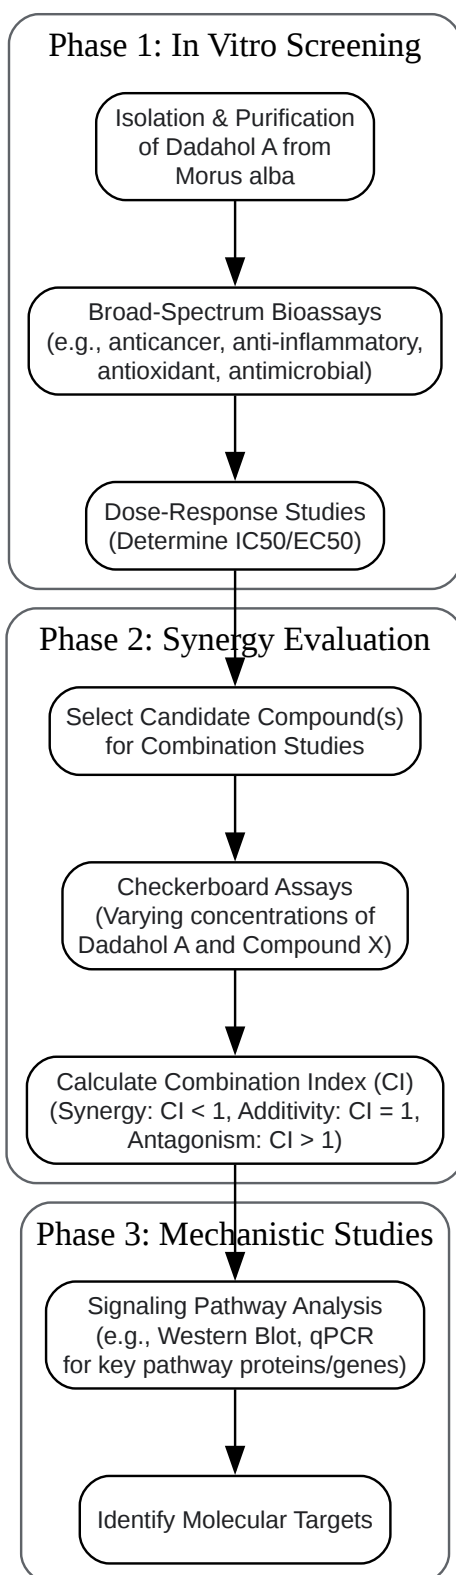 Phase 1: In Vitro Screening
Isolation & Purification
of Dadahol A from
Morus alba
Broad-Spectrum Bioassays
(e.g., anticancer, anti-inflammatory,
antioxidant, antimicrobial)
Dose-Response Studies
(Determine IC50/EC50)
Phase 2: Synergy Evaluation
Select Candidate Compound(s)
for Combination Studies
Checkerboard Assays
(Varying concentrations of
Dadahol A and Compound X)
Calculate Combination Index (CI)
(Synergy: CI < 1, Additivity: CI = 1,
Antagonism: CI > 1)
Phase 3: Mechanistic Studies
Signaling Pathway Analysis
(e.g., Western Blot, qPCR
for key pathway proteins/genes)
Identify Molecular Targets